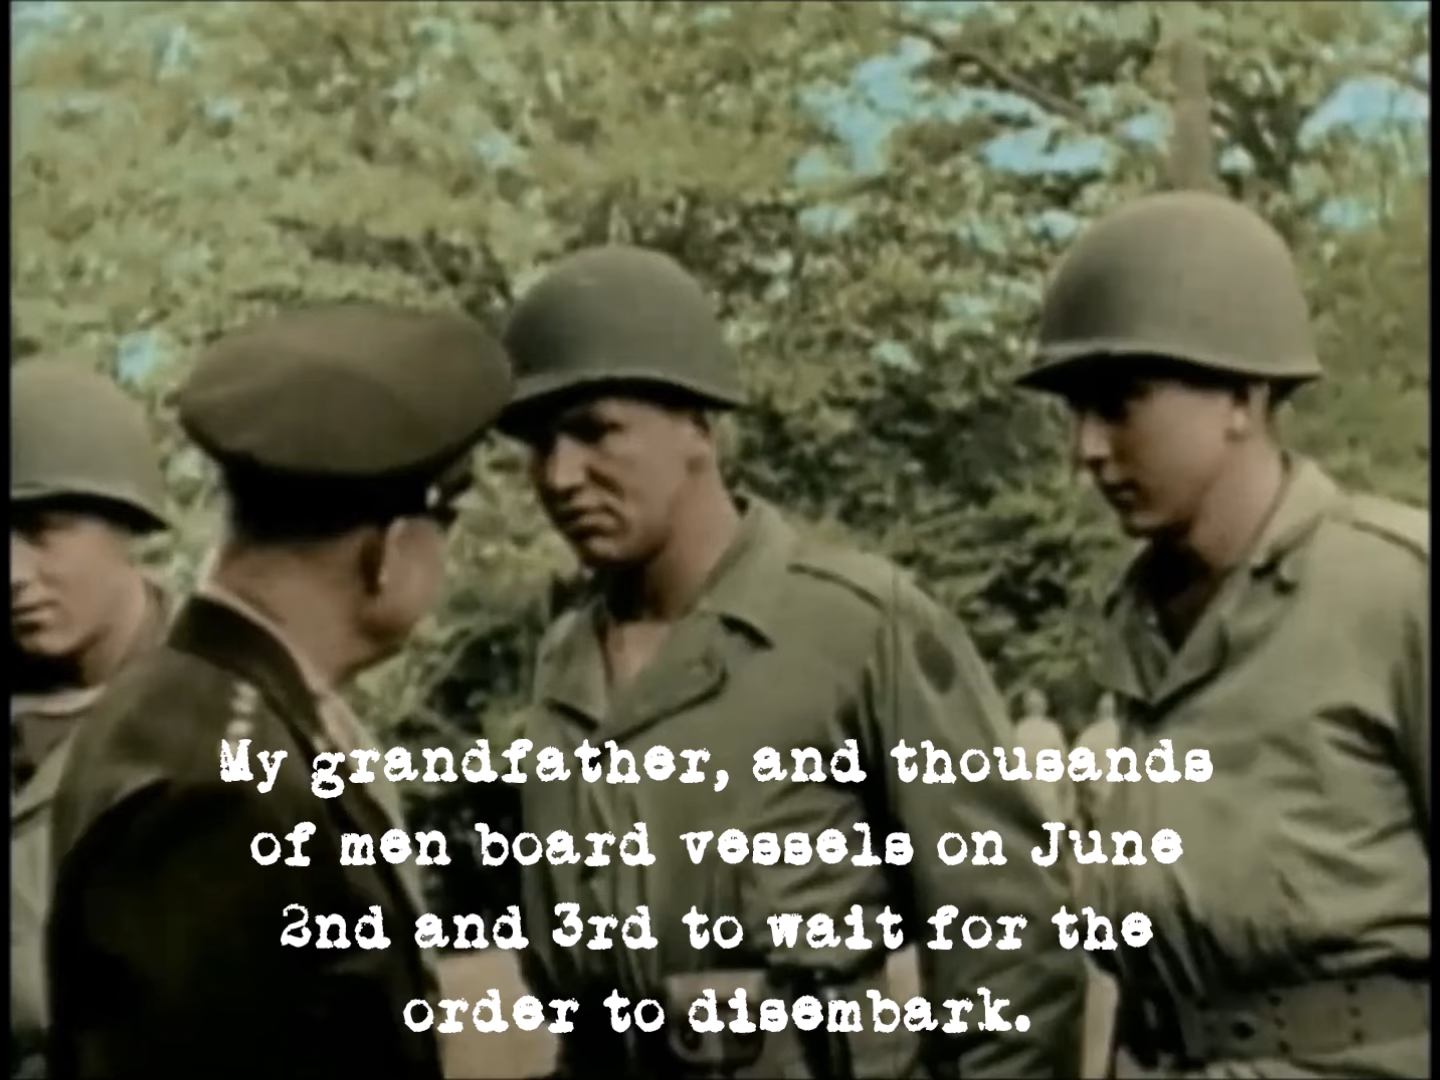 My grandfather, and thousands
of men board vessels on June
2nd and 3rd to wait for the
order to disembark.